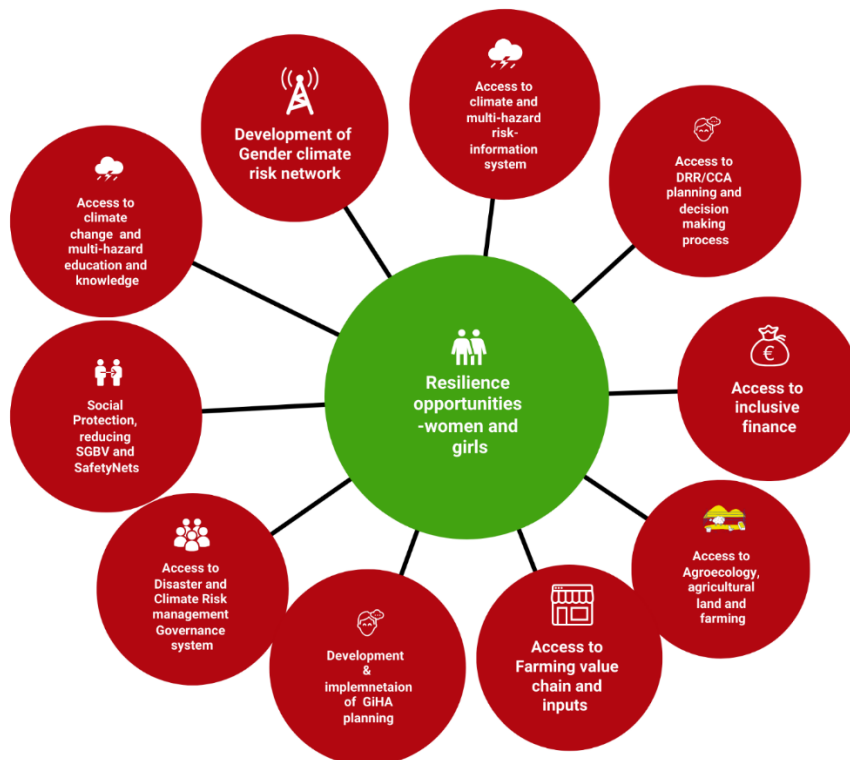 Access to
climate and
multi-hazard
risk-
information
system
Development of
Gender climate
risk network
Access to
DRR/CCA
planning and
decision
making
process
Access to
climate
change and
multi-hazard
education and
knowledge
Resilience
opportunities
-women and
girls
Access to
inclusive
finance
Social
Protection,
reducing
SGBV and
SafetyNets
Access to
Agroecology,
agricultural
land and
farming
Access to
Disaster and
Climate Risk
management
Governance
system
Access to
Farming value
chain and
inputs
Development
&
implemnetaion
of GiHA
planning